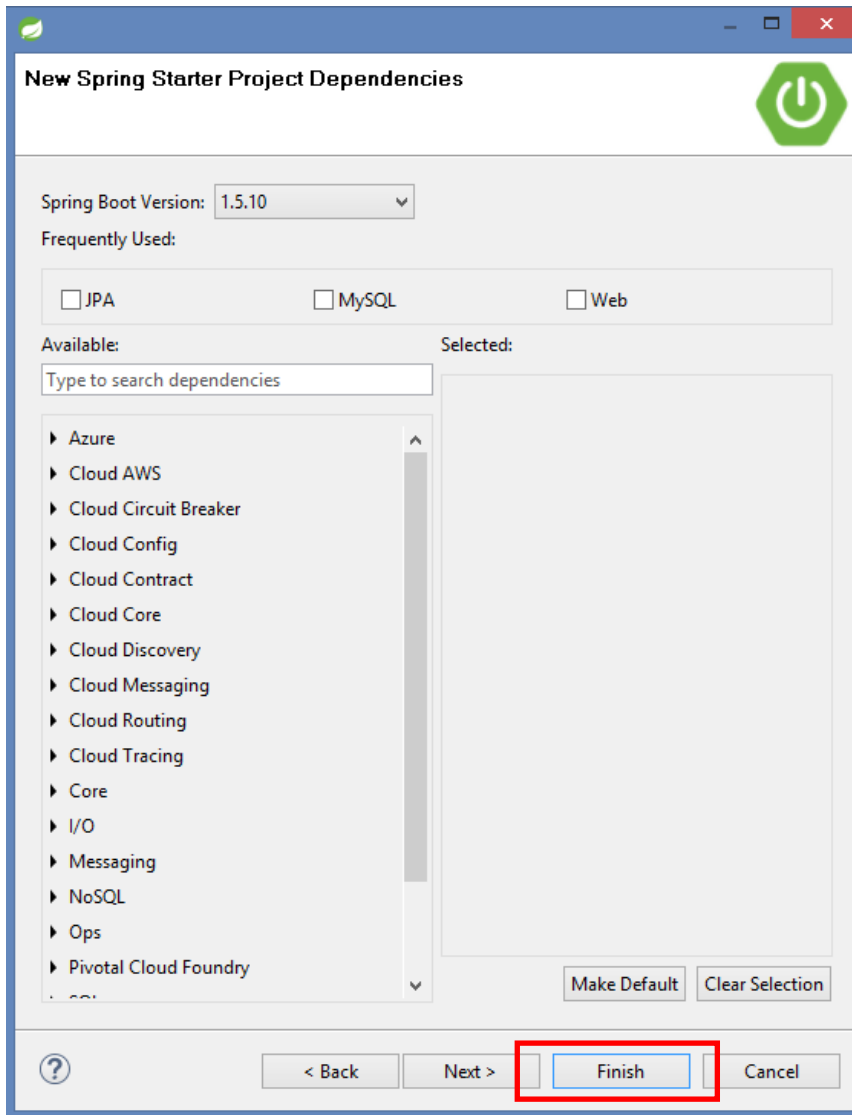 New Spring Starter Project Dependencies
Spring Boot Version: 1.5.10
Frequently Used:
JPA MySQL Web
Available: Selected:
Type to search dependencies
Azure
Cloud AWS
Cloud Circuit Breaker
Cloud Config
Cloud Contract
Cloud Core
Cloud Discovery
Cloud Messaging
Cloud Routing
Cloud Tracing
Core
I/O
Messaging
NoSQL
Ops
Pivotal Cloud Foundry
Make Default Clear Selection
? < Back Next > Finish Cancel